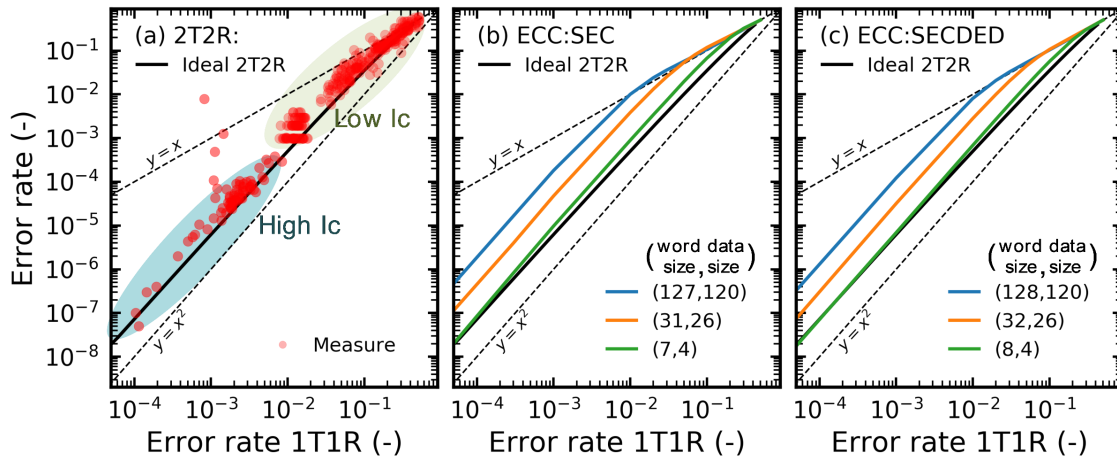 (a) 2T2R:
Ideal 2T2R
y = x
Low Ic
High Ic
y = x²
Measure
Error rate (-)
10⁻¹
10⁻²
10⁻³
10⁻⁴
10⁻⁵
10⁻⁶
10⁻⁷
10⁻⁸
10⁻⁴ 10⁻³ 10⁻² 10⁻¹
Error rate 1T1R (-)
(b) ECC:SEC
Ideal 2T2R
y = x
(word size, data size)
(127,120)
(31,26)
(7,4)
y = x²
10⁻⁴ 10⁻³ 10⁻² 10⁻¹
Error rate 1T1R (-)
(c) ECC:SECDED
Ideal 2T2R
y = x
(word size, data size)
(128,120)
(32,26)
(8,4)
y = x²
10⁻⁴ 10⁻³ 10⁻² 10⁻¹
Error rate 1T1R (-)